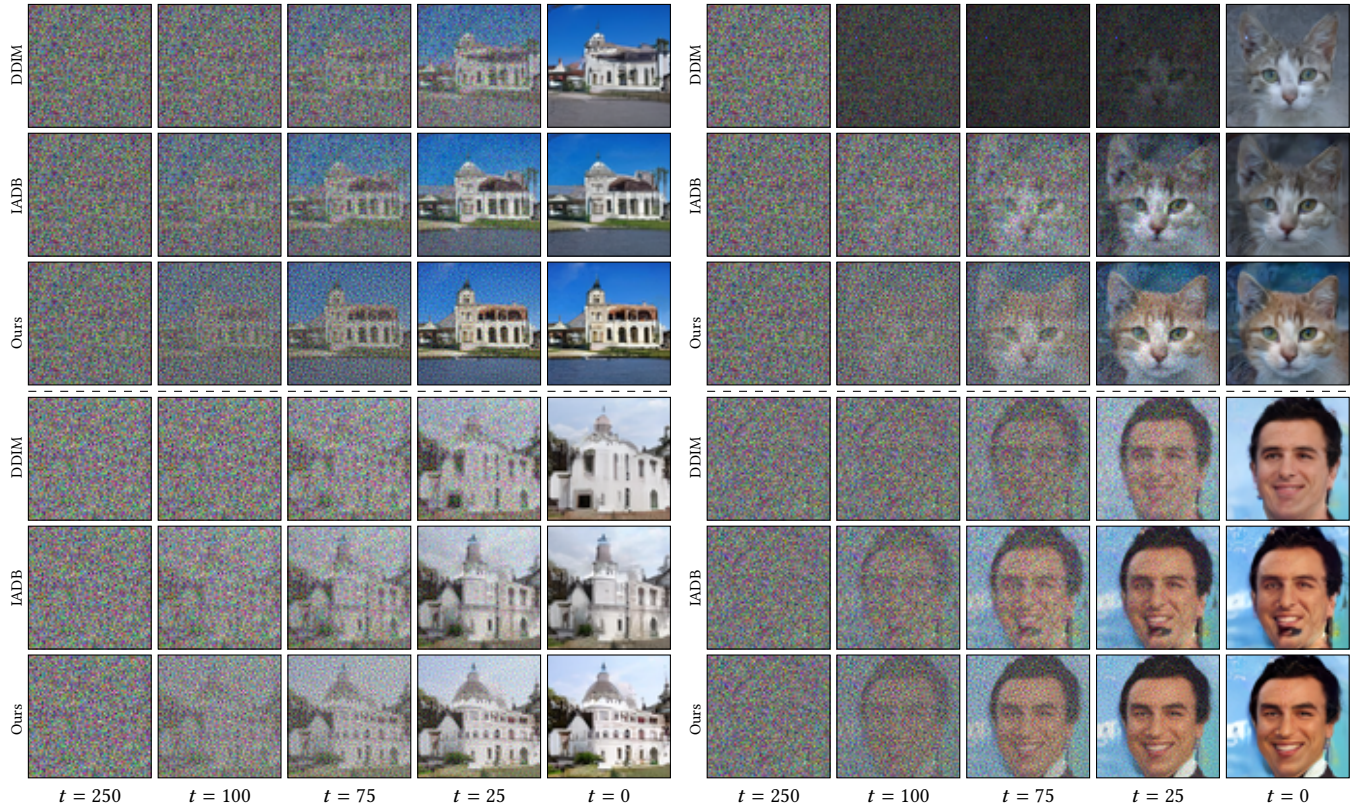 DDIM
DDIM
IADB
IADB
Ours
Ours
DDIM
DDIM
IADB
IADB
Ours
Ours
t = 250 t = 100 t = 75 t = 25 t = 0 t = 250 t = 100 t = 75 t = 25 t = 0